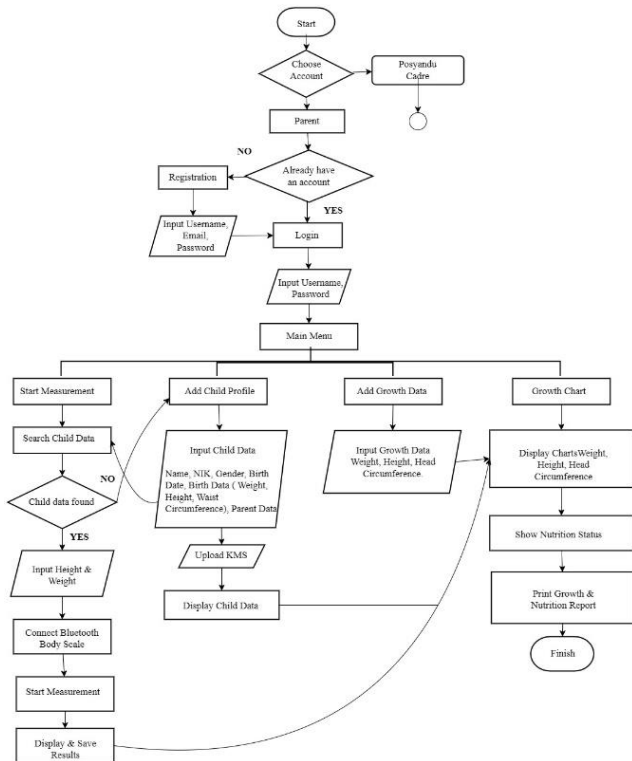 Start
Choose
Account
Posyandu
Cadre
Parent
NO
Already have
an account
Registration
YES
Input Username,
Email,
Password
Login
Input Username,
Password
Main Menu
Start Measurement
Add Child Profile
Add Growth Data
Growth Chart
Search Child Data
Input Child Data
Name, NIK, Gender, Birth
Date, Birth Data ( Weight,
Height, Waist
Circumference), Parent Data
Input Growth Data
Weight, Height, Head
Circumference
Display ChartsWeight,
Height, Head
Circumference
NO
Child data found
YES
Upload KMS
Show Nutrition Status
Input Height &
Weight
Display Child Data
Print Growth &
Nutrition Report
Connect Bluetooth
Body Scale
Finish
Start Measurement
Display & Save
Results